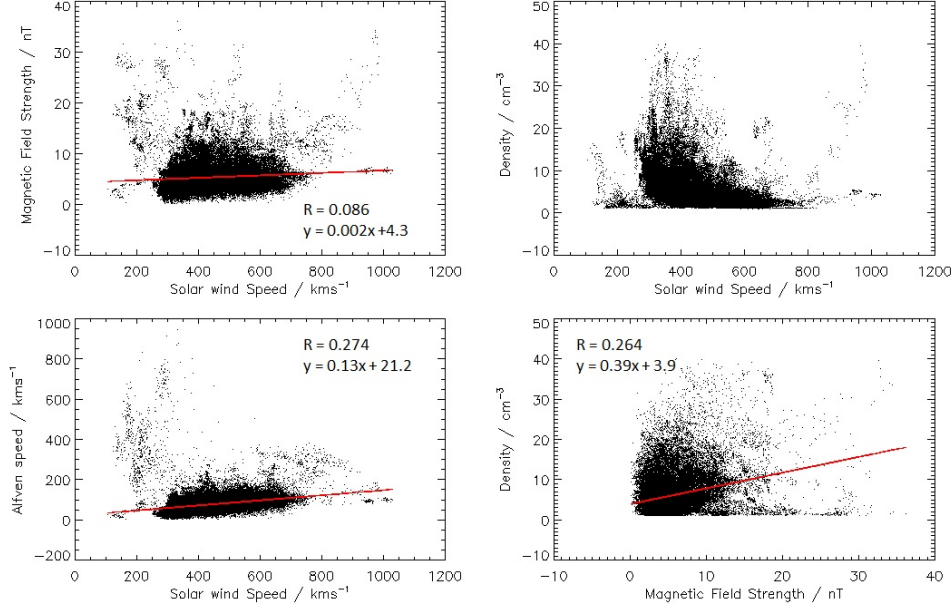 Magnetic Field Strength / nT
40
30
20
10
0
−10
0 200 400 600 800 1000 1200
Solar wind Speed / kms⁻¹
R = 0.086
y = 0.002x +4.3
Density / cm⁻³
50
40
30
20
10
0
−10
0 200 400 600 800 1000 1200
Solar wind Speed / kms⁻¹
Alfven speed / kms⁻¹
1000
800
600
400
200
0
−200
0 200 400 600 800 1000 1200
Solar wind Speed / kms⁻¹
R = 0.274
y = 0.13x + 21.2
Density / cm⁻³
50
40
30
20
10
0
−10
−10 0 10 20 30 40
Magnetic Field Strength / nT
R = 0.264
y = 0.39x + 3.9